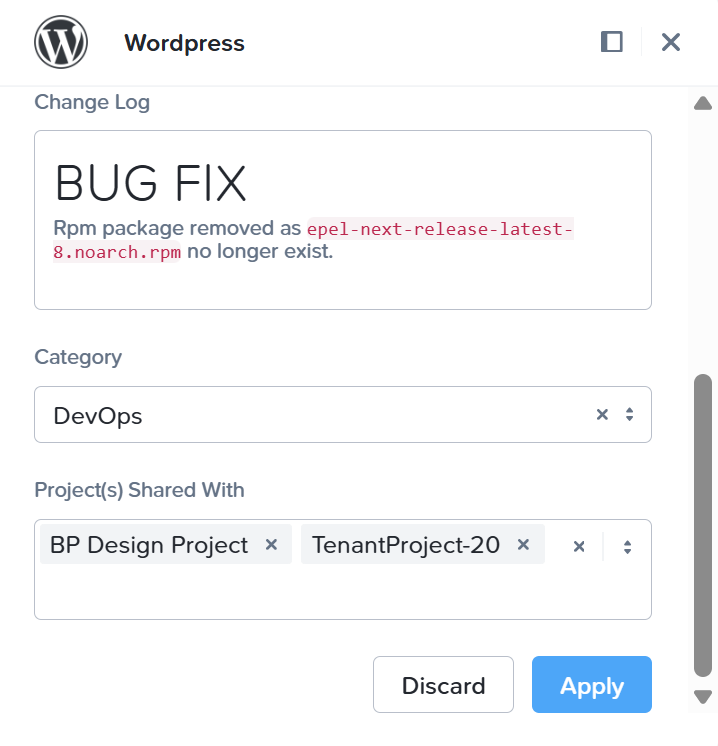 Wordpress
Change Log
BUG FIX
Rpm package removed as epel-next-release-latest-
8.noarch.rpm no longer exist.
Category
DevOps
Project(s) Shared With
BP Design Project
TenantProject-20
Discard
Apply